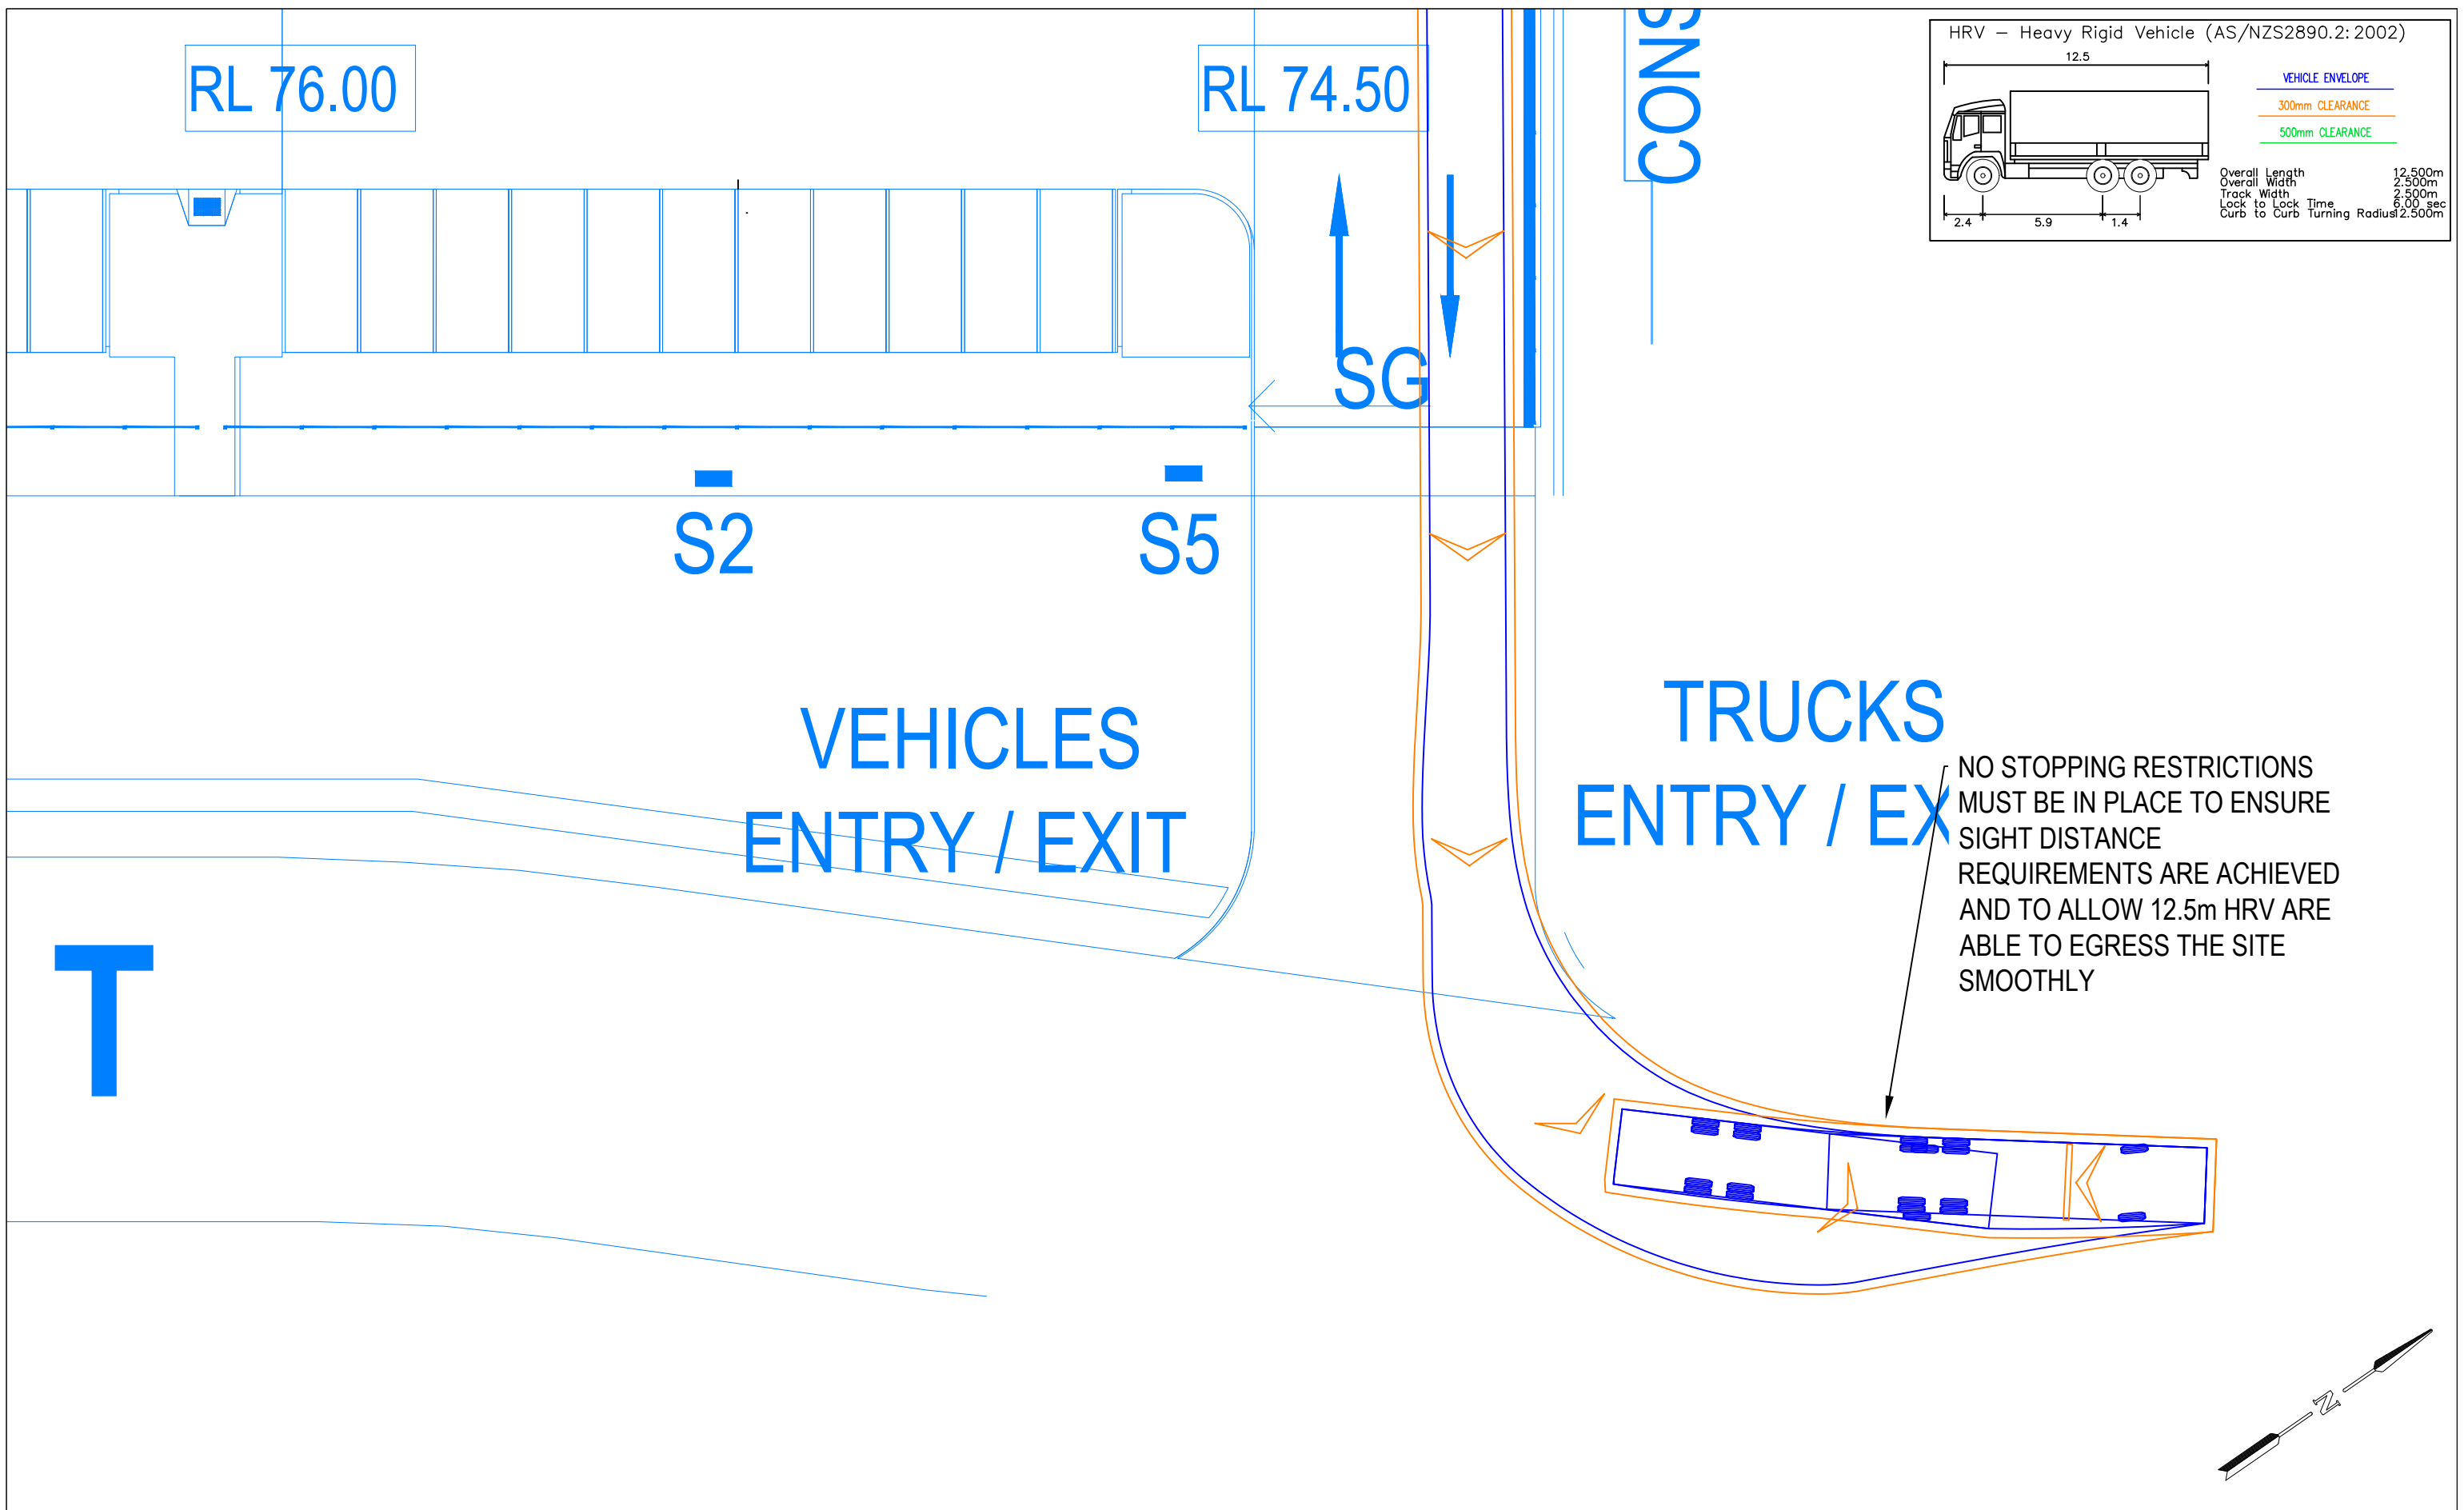 RL 76.00
RL 74.50
CONS
HRV – Heavy Rigid Vehicle (AS/NZS2890.2:2002)
12.5
VEHICLE ENVELOPE
300mm CLEARANCE
500mm CLEARANCE
Overall Length 12.500m
Overall Width 2.500m
Track Width 2.500m
Lock to Lock Time 6.00 sec
Curb to Curb Turning Radius 12.500m
2.4 5.9 1.4
SG
S2
S5
VEHICLES
ENTRY / EXIT
TRUCKS
ENTRY / EX
NO STOPPING RESTRICTIONS
MUST BE IN PLACE TO ENSURE
SIGHT DISTANCE
REQUIREMENTS ARE ACHIEVED
AND TO ALLOW 12.5m HRV ARE
ABLE TO EGRESS THE SITE
SMOOTHLY
T
N